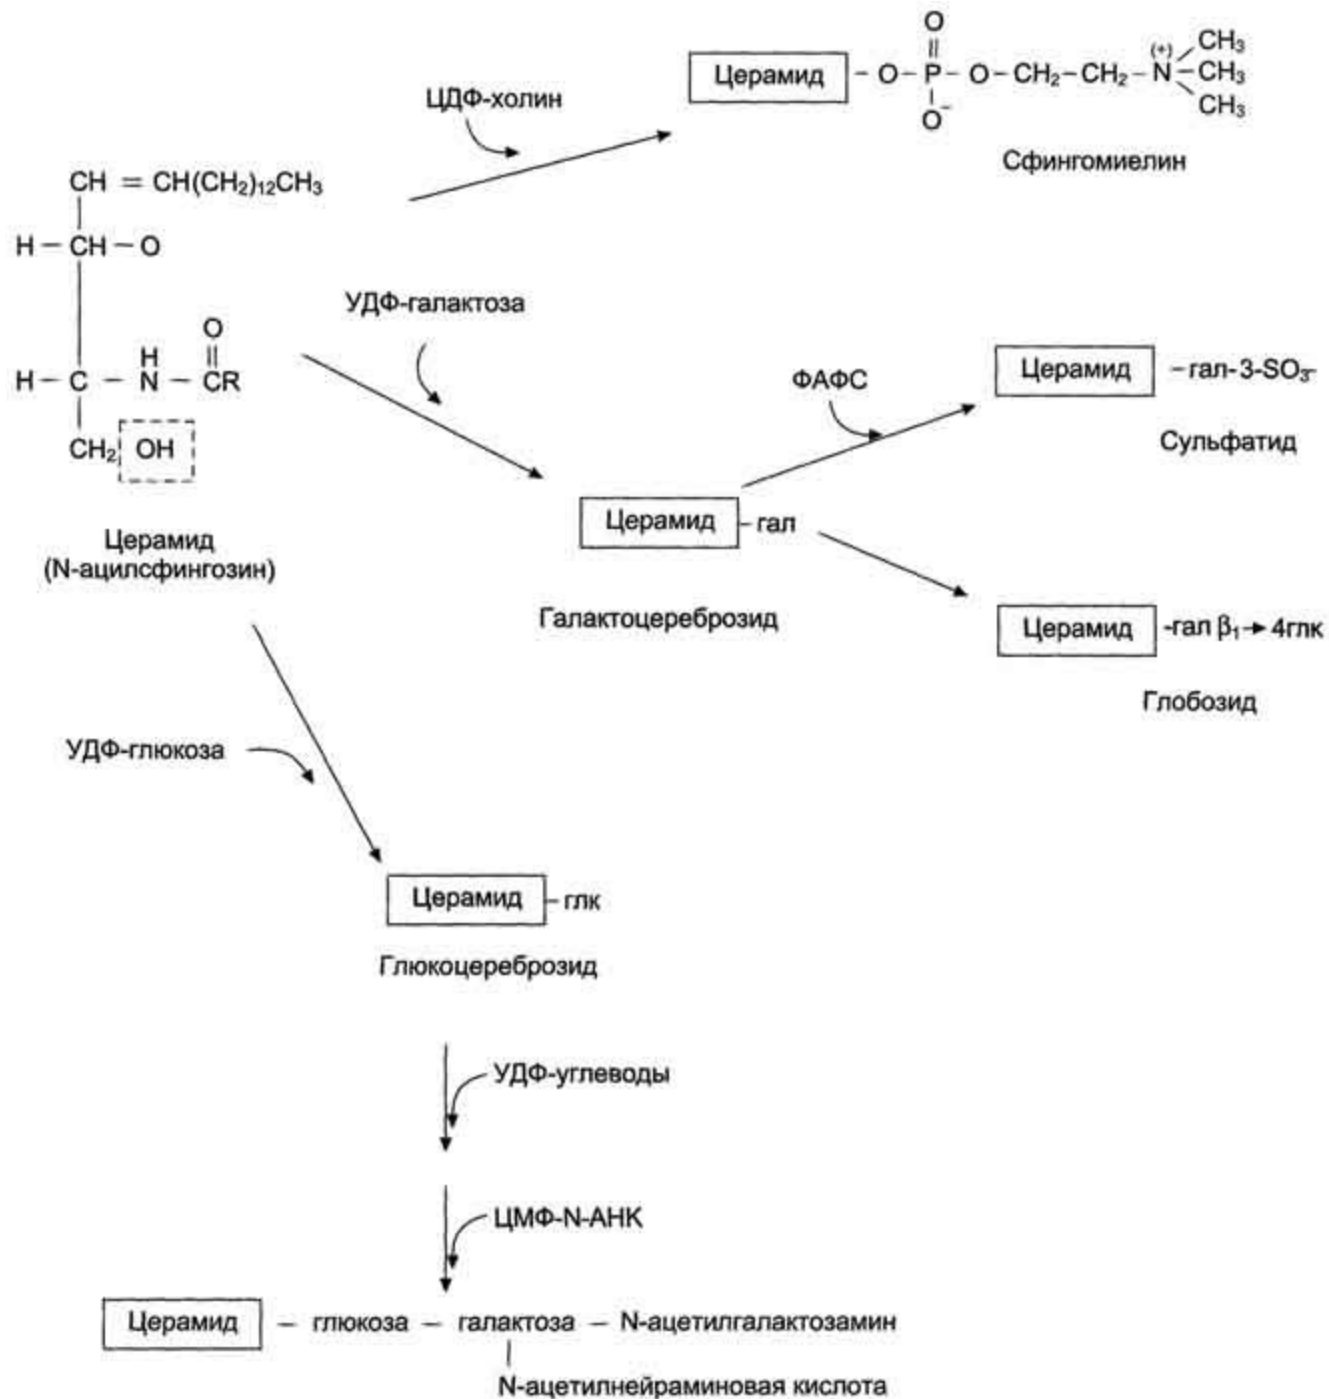 O
||
Церамид – O – P – O – CH₂ – CH₂ – N (+) CH₃ CH₃ CH₃
O⁻
Сфингомиелин
ЦДФ-холин
CH = CH(CH₂)₁₂CH₃
H – CH – O
УДФ-галактоза
O
||
H
H – C – N – CR
CH₂ OH
Церамид
(N-ацилсфингозин)
ФАФС
Церамид – гал- 3-SO₃–
Сульфатид
Церамид – гал
Галактоцереброзид
Церамид -гал β₁→ 4глк
Глобозид
УДФ-глюкоза
Церамид – глк
Глюкоцереброзид
УДФ-углеводы
ЦМФ-N-АНК
Церамид – глюкоза – галактоза – N-ацетилгалактозамин
|
N-ацетилнейраминовая кислота